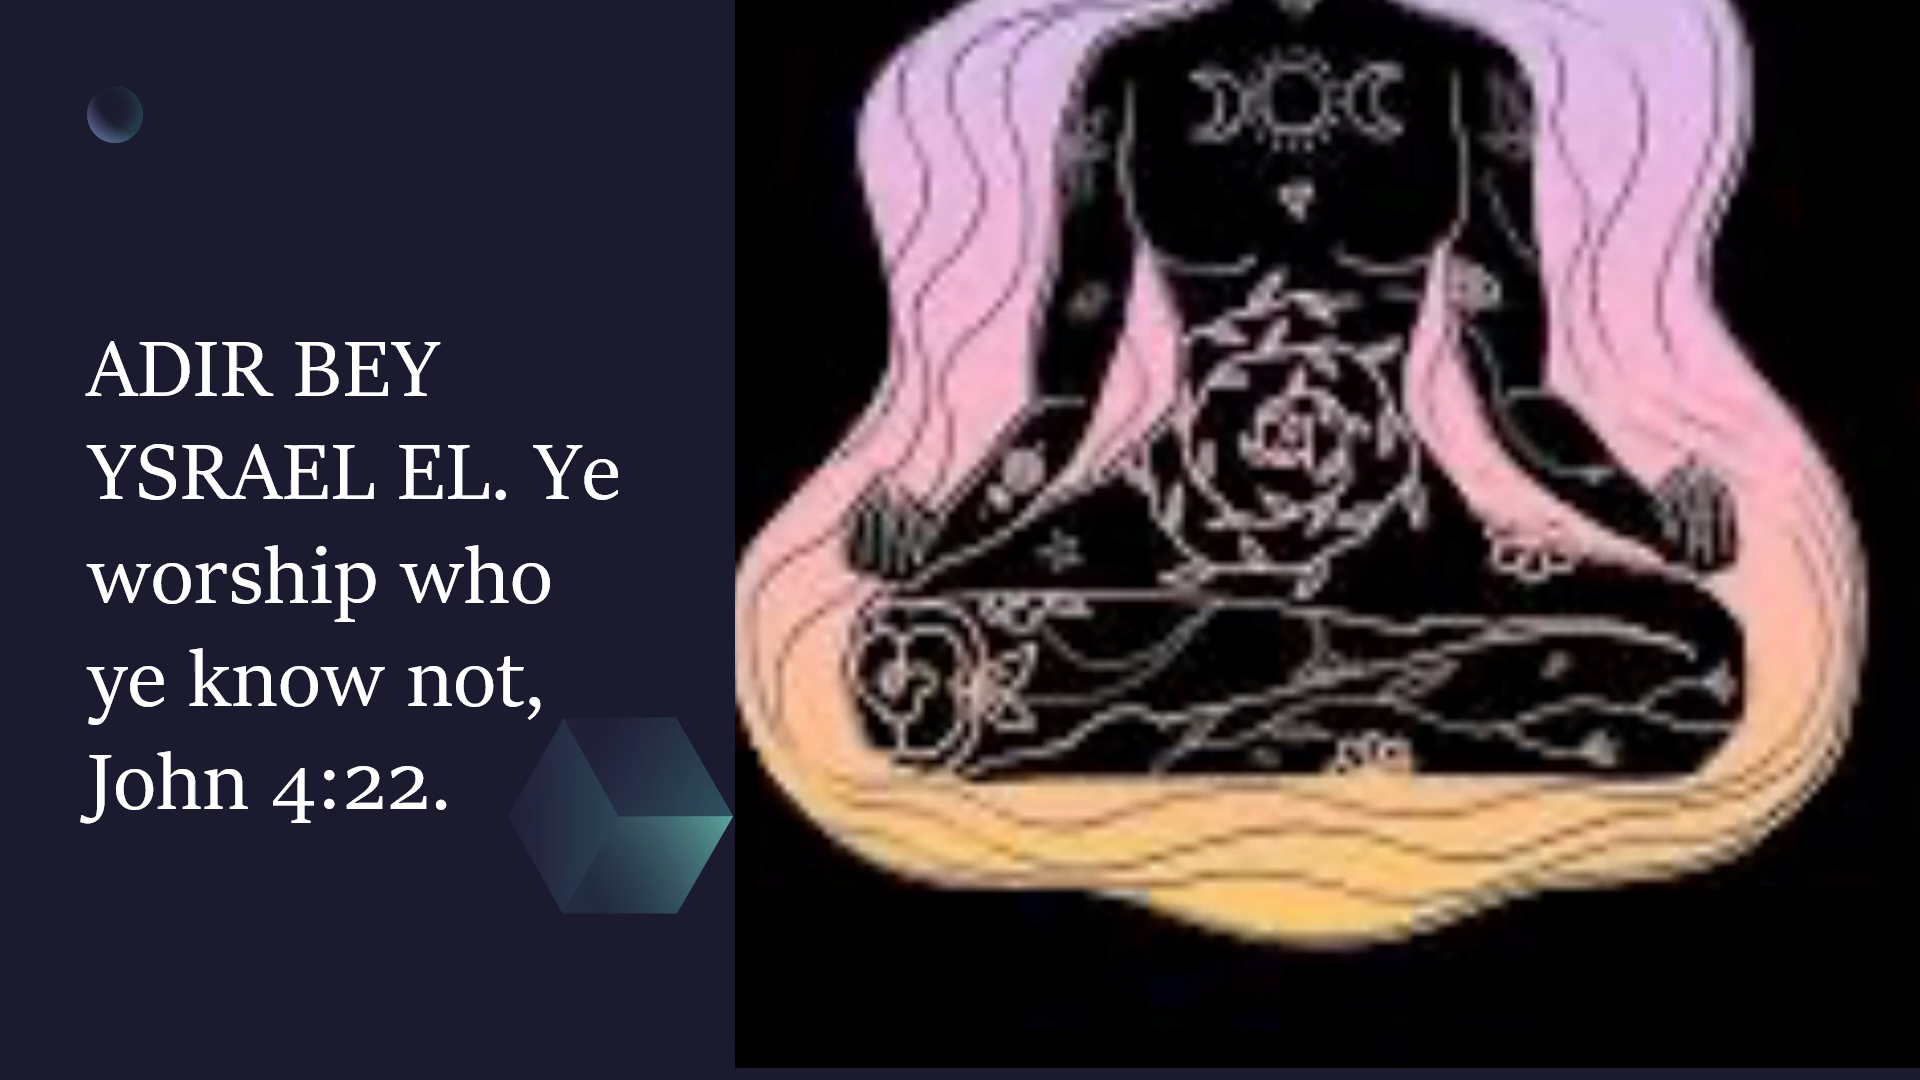 ADIR BEY
YSRAEL EL. Ye
worship who
ye know not,
John 4:22.